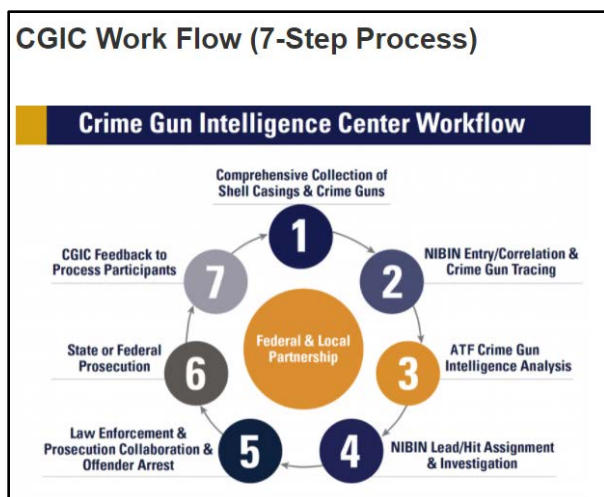 CGIC Work Flow (7-Step Process)
Crime Gun Intelligence Center Workflow
Comprehensive Collection of
Shell Casings & Crime Guns
1
NIBIN Entry/Correlation &
Crime Gun Tracing
2
ATF Crime Gun
Intelligence Analysis
3
NIBIN Lead/Hit Assignment
& Investigation
4
Law Enforcement &
Prosecution Collaboration &
Offender Arrest
5
State or Federal
Prosecution
6
CGIC Feedback to
Process Participants
7
Federal & Local
Partnership